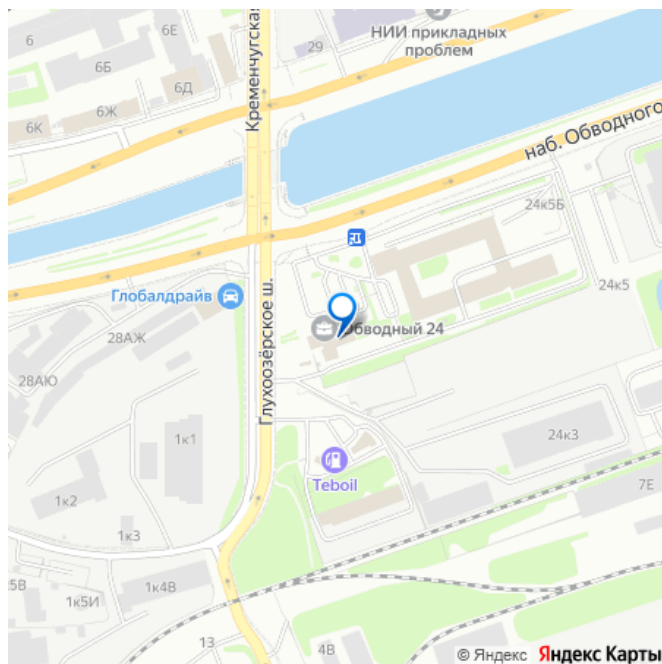 6
6Е
6Б
6Д
6Ж
6К
29
НИИ прикладных
проблем
Кременчугская
наб. Обводного
24к5Б
24к5
Глобалдрайв
28АЖ
28АЮ
Обводный 24
Глухоозёрское ш.
1к1
24к3
Teboil
7Е
1к2
1к3
5В
1к4В
1к5И
13
4В
© Яндекс Яндекс Карты